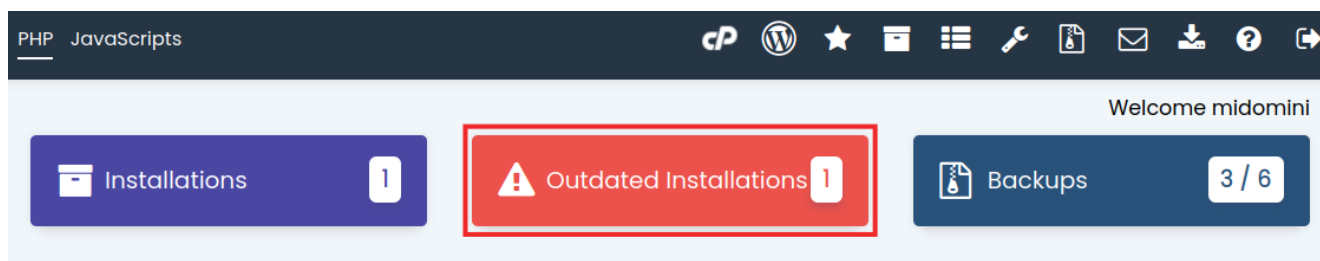 PHP JavaScripts
Welcome midomini
Installations 1
Outdated Installations 1
Backups 3 / 6